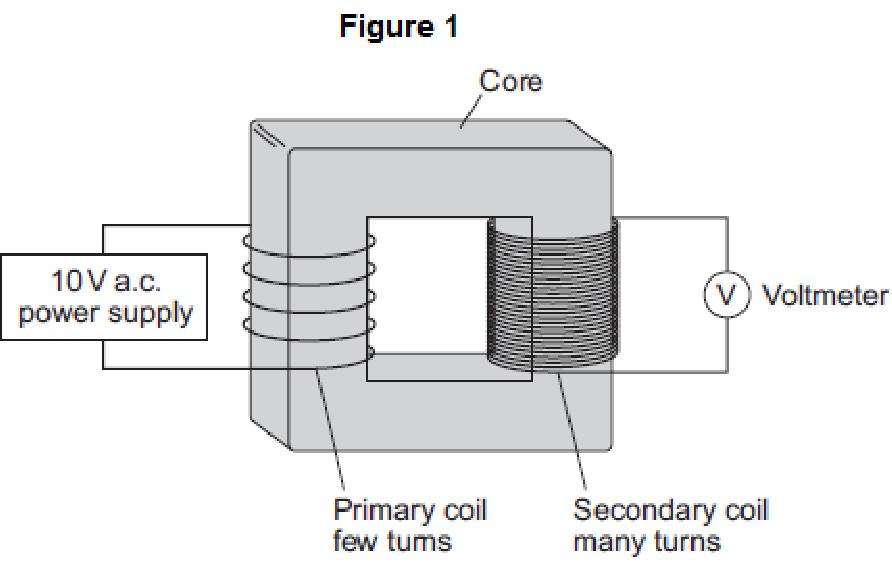 Figure 1
Core
10 V a.c.
power supply
V
Voltmeter
Primary coil
few turns
Secondary coil
many turns